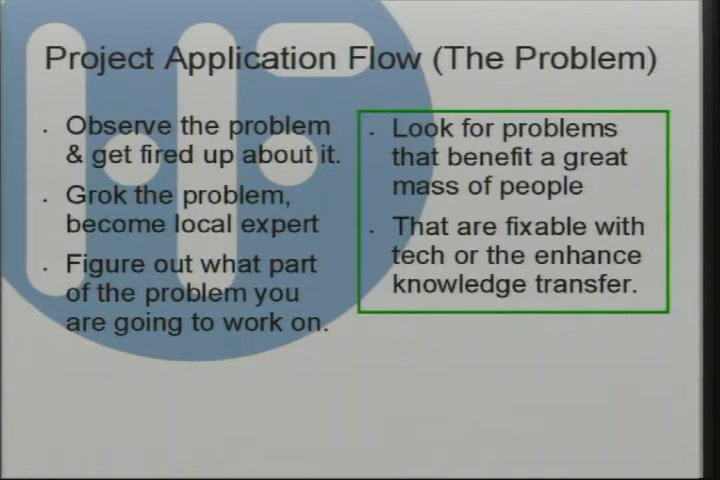 Project Application Flow (The Problem)
. Observe the problem
& get fired up about it.
. Grok the problem,
become local expert
. Figure out what part
of the problem you
are going to work on.
. Look for problems
that benefit a great
mass of people
. That are fixable with
tech or the enhance
knowledge transfer.